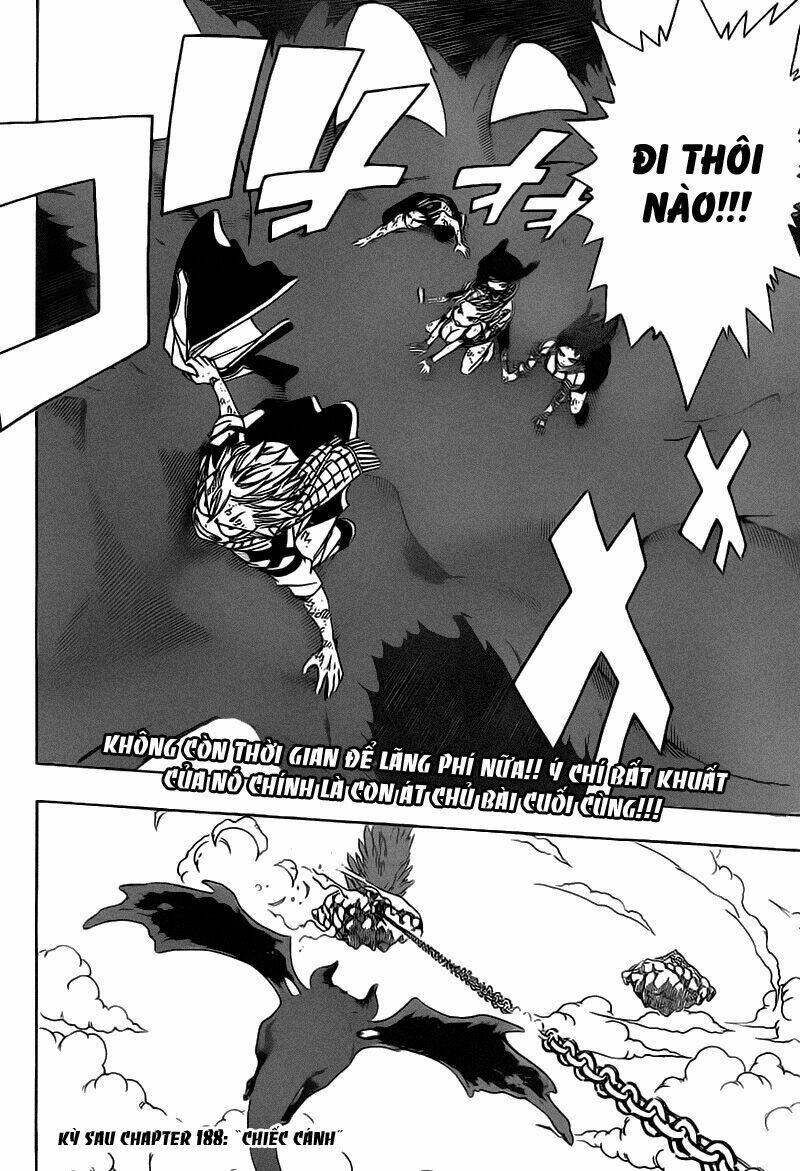 ĐI THÔI
NÀO!!!
KHÔNG CÒN THỜI GIAN ĐỂ LÃNG PHÍ NỮA!! Ý CHÍ BẤT KHUẤT
CỦA NÓ CHÍNH LÀ CON ÁT CHỦ BÀI CUỐI CÙNG!!!
KỲ SAU CHAPTER 188: "CHIẾC CÁNH"